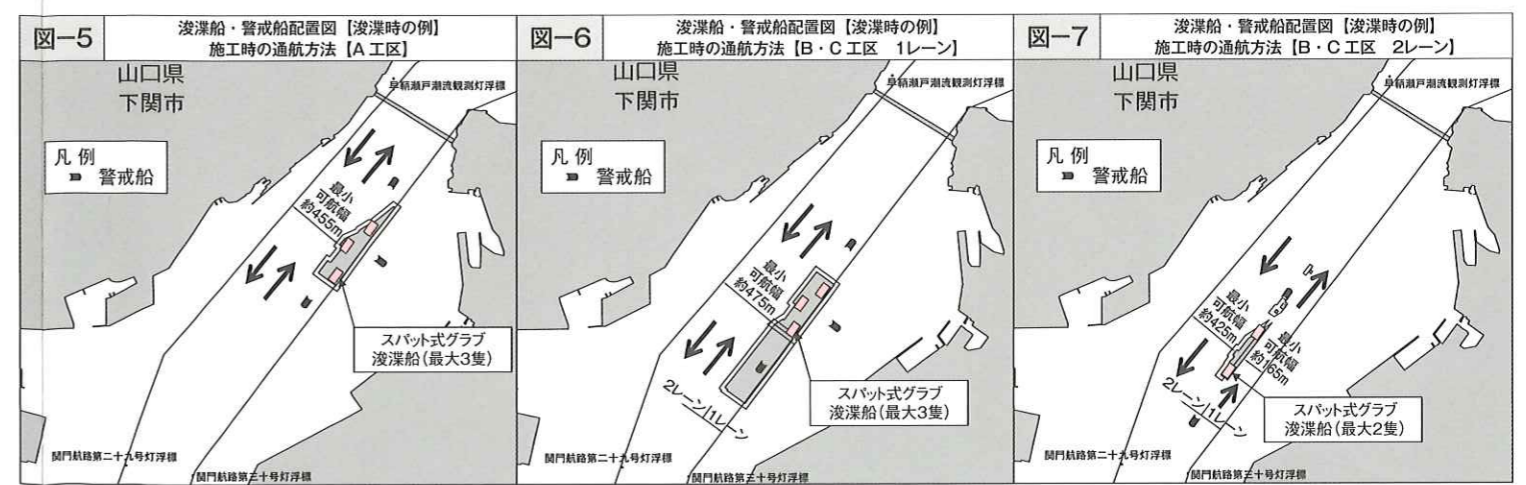 図-5
浚渫船・警戒船配置図【浚渫時の例】
施工時の通航方法【A工区】
山口県
下関市
早鞆瀬戸潮流観測灯浮標
凡例
警戒船
最小
可航幅
約455m
スパット式グラブ
浚渫船(最大3隻)
関門航路第二十九号灯浮標
関門航路第三十号灯浮標
図-6
浚渫船・警戒船配置図【浚渫時の例】
施工時の通航方法【B・C工区 1レーン】
山口県
下関市
早鞆瀬戸潮流観測灯浮標
凡例
警戒船
最小
可航幅
約475m
スパット式グラブ
浚渫船(最大3隻)
2レーン
1レーン
関門航路第二十九号灯浮標
関門航路第三十号灯浮標
図-7
浚渫船・警戒船配置図【浚渫時の例】
施工時の通航方法【B・C工区 2レーン】
山口県
下関市
早鞆瀬戸潮流観測灯浮標
凡例
警戒船
最小
可航幅
約425m
最小
可航幅
約165m
スパット式グラブ
浚渫船(最大2隻)
2レーン
1レーン
関門航路第二十九号灯浮標
関門航路第三十号灯浮標